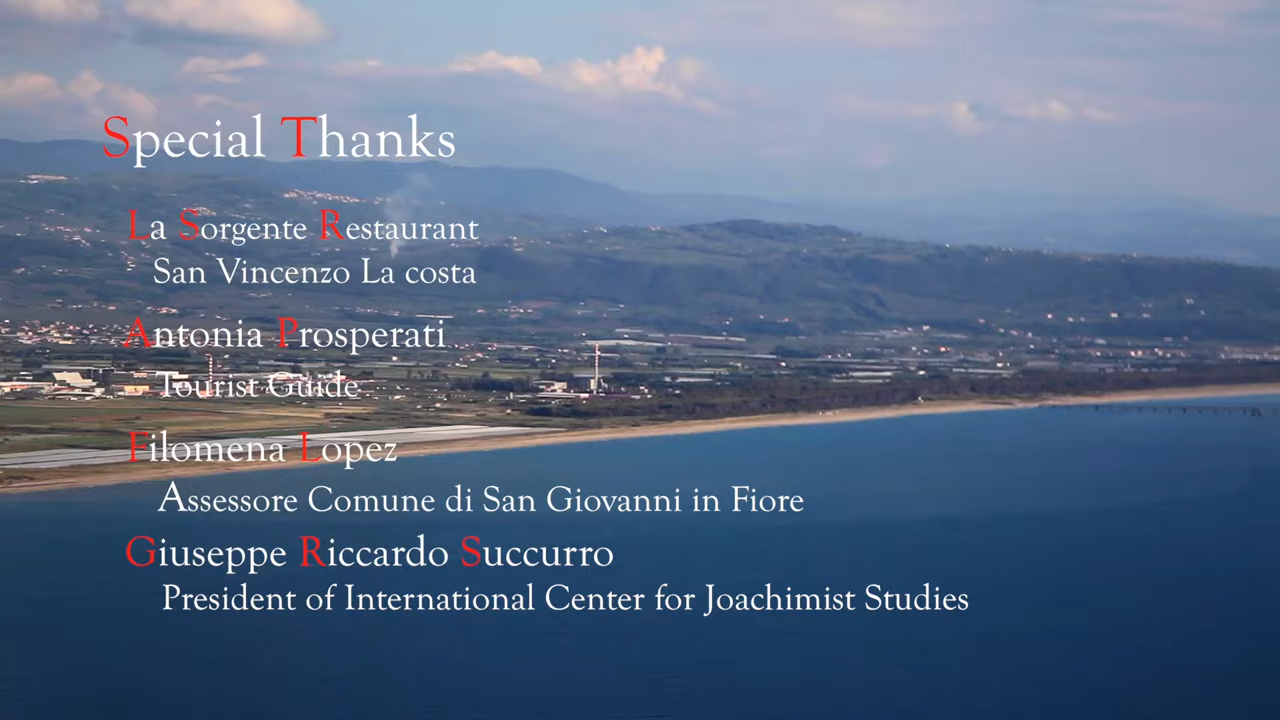 Special Thanks
La Sorgente Restaurant
San Vincenzo La costa
Antonia Prosperati
Tourist Guide
Filomena Lopez
Assessore Comune di San Giovanni in Fiore
Giuseppe Riccardo Succurro
President of International Center for Joachimist Studies